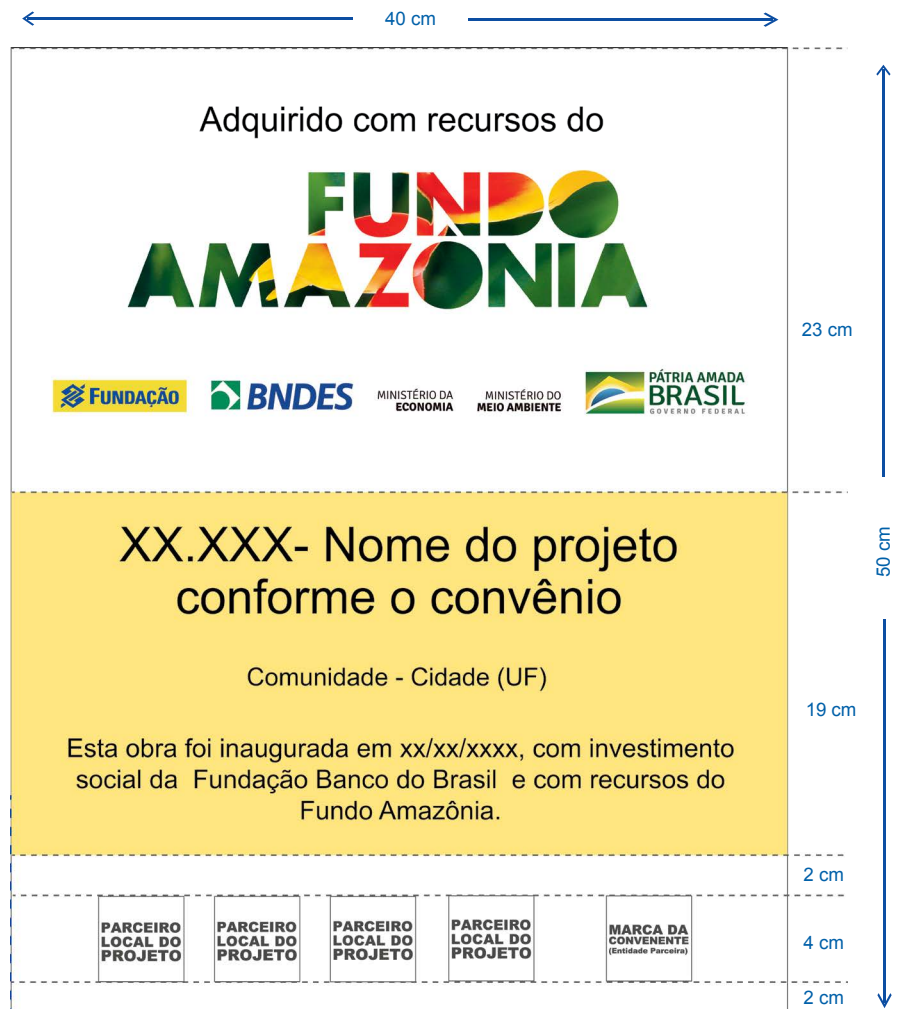 40 cm
Adquirido com recursos do
FUNDO
AMAZÔNIA
23 cm
FUNDAÇÃO
BNDES
MINISTÉRIO DA
ECONOMIA
MINISTÉRIO DO
MEIO AMBIENTE
PÁTRIA AMADA
BRASIL
GOVERNO FEDERAL
XX.XXX- Nome do projeto
conforme o convênio
50 cm
Comunidade - Cidade (UF)
19 cm
Esta obra foi inaugurada em xx/xx/xxxx, com investimento
social da  Fundação Banco do Brasil  e com recursos do
Fundo Amazônia.
2 cm
PARCEIRO
LOCAL DO
PROJETO
PARCEIRO
LOCAL DO
PROJETO
PARCEIRO
LOCAL DO
PROJETO
PARCEIRO
LOCAL DO
PROJETO
MARCA DA
CONVENENTE
(Entidade Parceira)
4 cm
2 cm